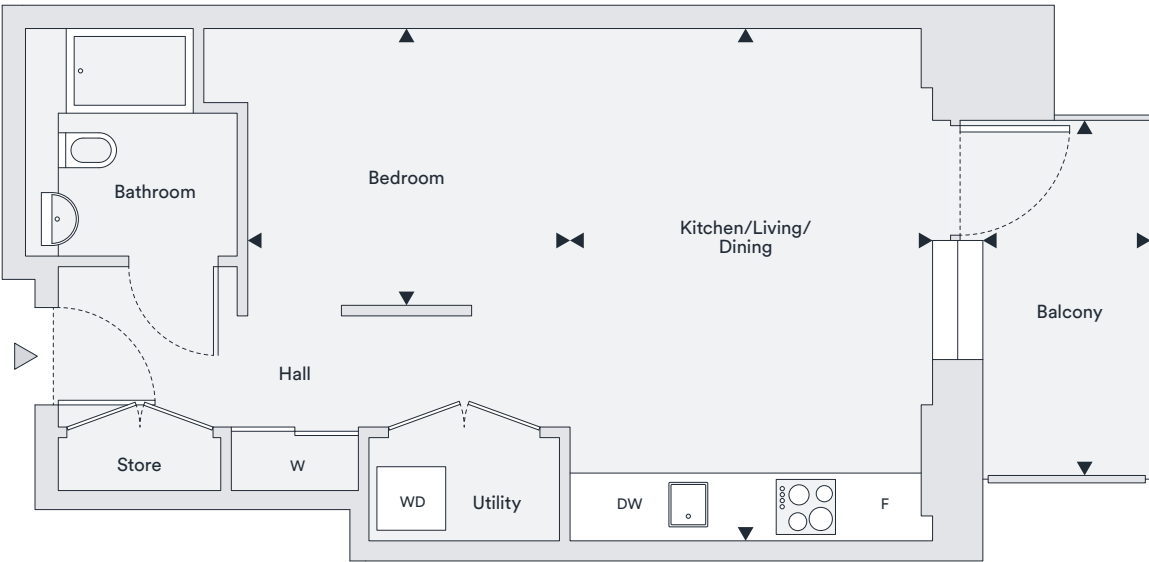 Bathroom
Bedroom
Kitchen/Living/
Dining
Balcony
Hall
Store
W
WD
Utility
DW
F